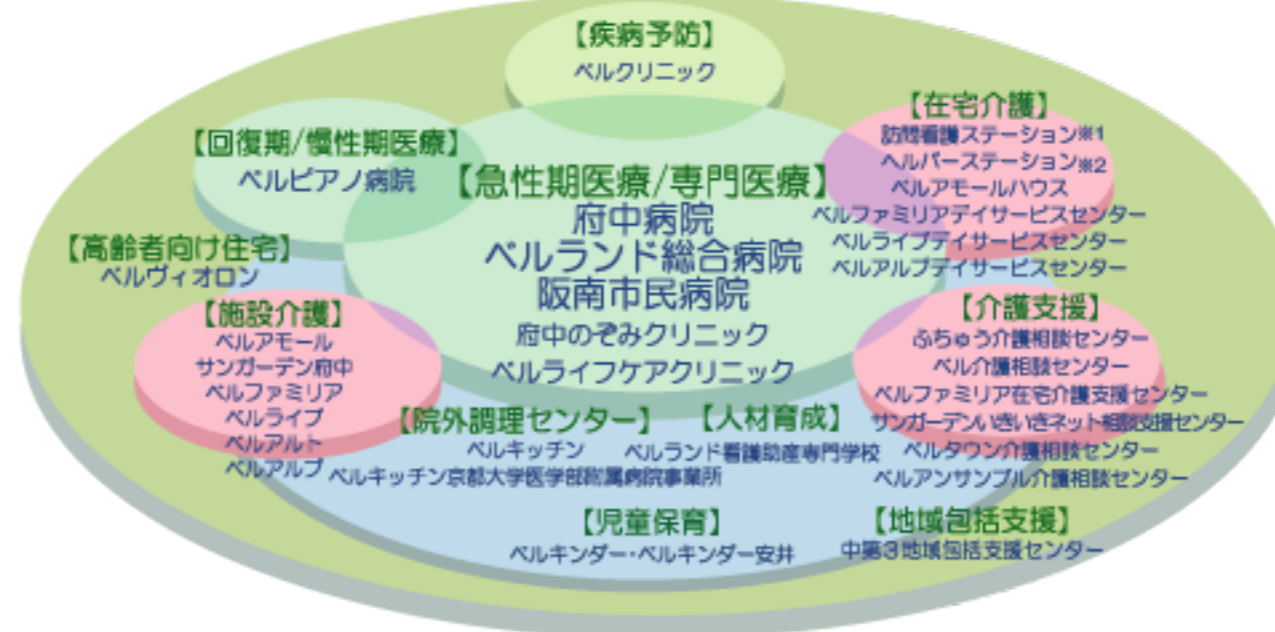 【疾病予防】
ベルクリニック
【回復期/慢性期医療】
ベルピアノ病院
【急性期医療/専門医療】
府中病院
ベルランド総合病院
阪南市民病院
府中のぞみクリニック
ベルライフケアクリニック
【在宅介護】
訪問看護ステーション※1
ヘルパーステーション※2
ベルアモールハウス
ベルファミリアデイサービスセンター
ベルライブデイサービスセンター
ベルアルブデイサービスセンター
【高齢者向け住宅】
ベルヴィオロン
【施設介護】
ベルアモール
サンガーデン府中
ベルファミリア
ベルライブ
ベルアルト
ベルアルブ
【介護支援】
ふちゅう介護相談センター
ベル介護相談センター
ベルファミリア在宅介護支援センター
サンガーデンいきいきネット相談支援センター
ベルタウン介護相談センター
ベルアンサンブル介護相談センター
【院外調理センター】
ベルキッチン
ベルキッチン京都大学医学部附属病院事業所
【人材育成】
ベルランド看護助産専門学校
【児童保育】
ベルキンダー・ベルキンダー安井
【地域包括支援】
中第3地域包括支援センター